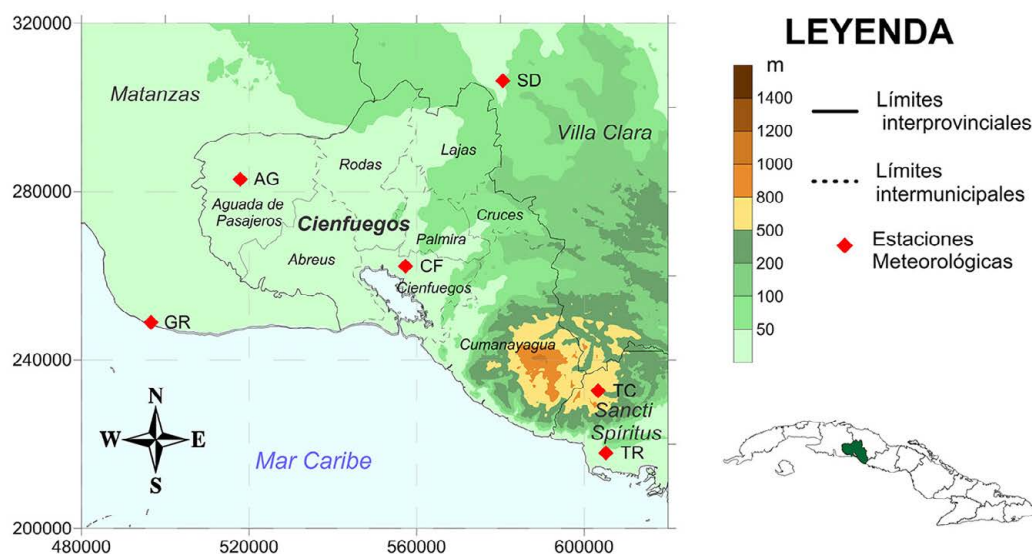 320000
280000
240000
200000
480000
520000
560000
600000
Matanzas
SD
Villa Clara
Lajas
Rodas
AG
Aguada de
Pasajeros
Cruces
Cienfuegos
Palmira
Abreus
CF
Cienfuegos
GR
Cumanayagua
TC
Sancti
Spíritus
TR
Mar Caribe
N
W
E
S
LEYENDA
m
1400
1200
1000
800
500
200
100
50
Límites
interprovinciales
Límites
intermunicipales
Estaciones
Meteorológicas